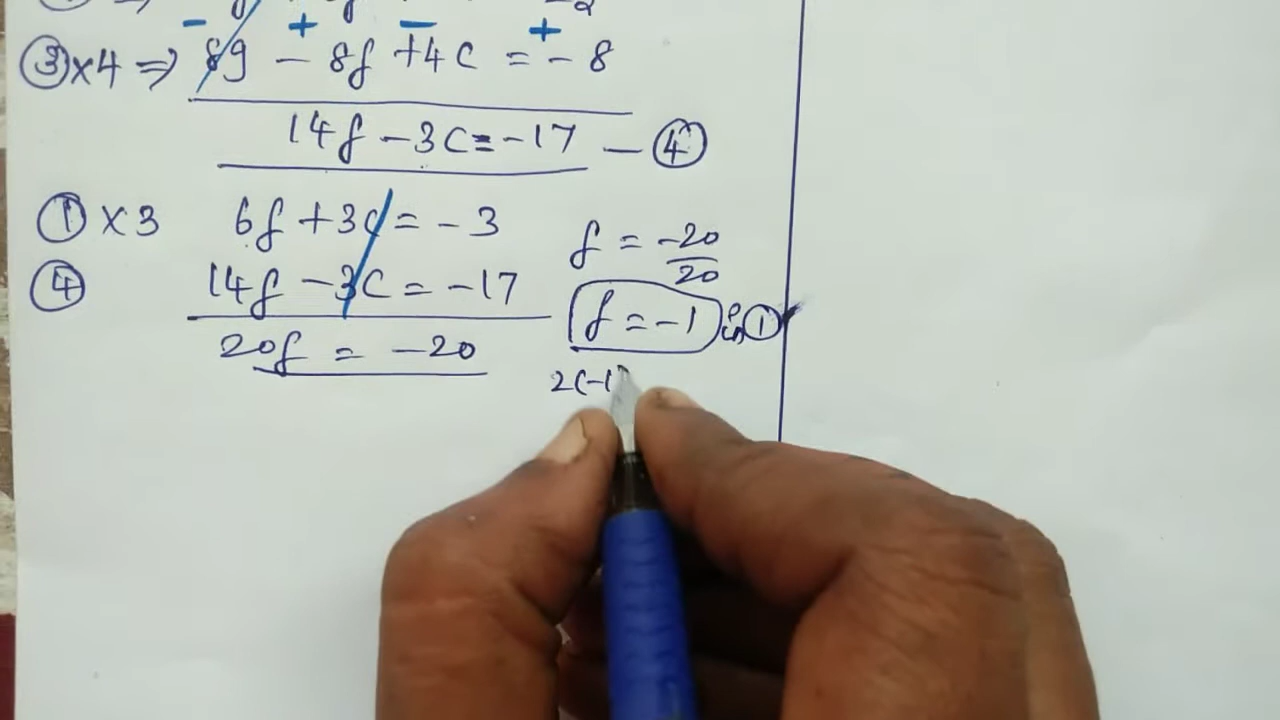 - + - +
③×4 ⇒ 8g - 8f +4c = - 8
14f - 3c = -17 — ④
① × 3 6f + 3c = - 3
④ 14f - 3c = -17
20f = -20
f = -20/20
f = -1 in ①
2(-1)